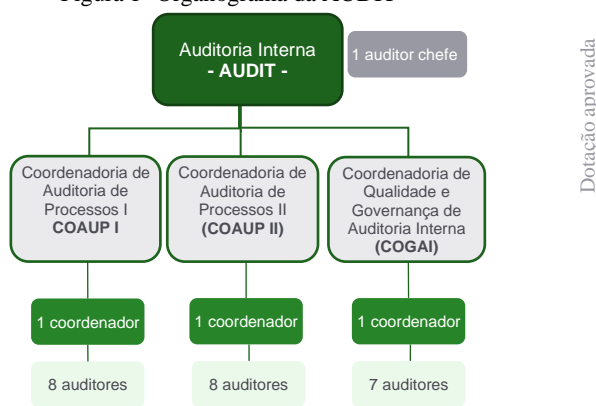 Figura 1- Organograma da AUDIT
Auditoria Interna
- AUDIT -
1 auditor chefe
Dotação aprovada
Coordenadoria de
Auditoria de
Processos I
COAUP I
Coordenadoria de
Auditoria de
Processos II
(COAUP II)
Coordenadoria de
Qualidade e
Governança de
Auditoria Interna
(COGAI)
1 coordenador
1 coordenador
1 coordenador
8 auditores
8 auditores
7 auditores